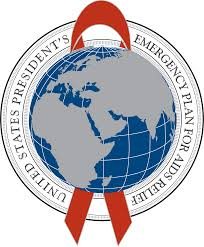 UNITED STATES PRESIDENT'S
EMERGENCY PLAN FOR AIDS RELIEF